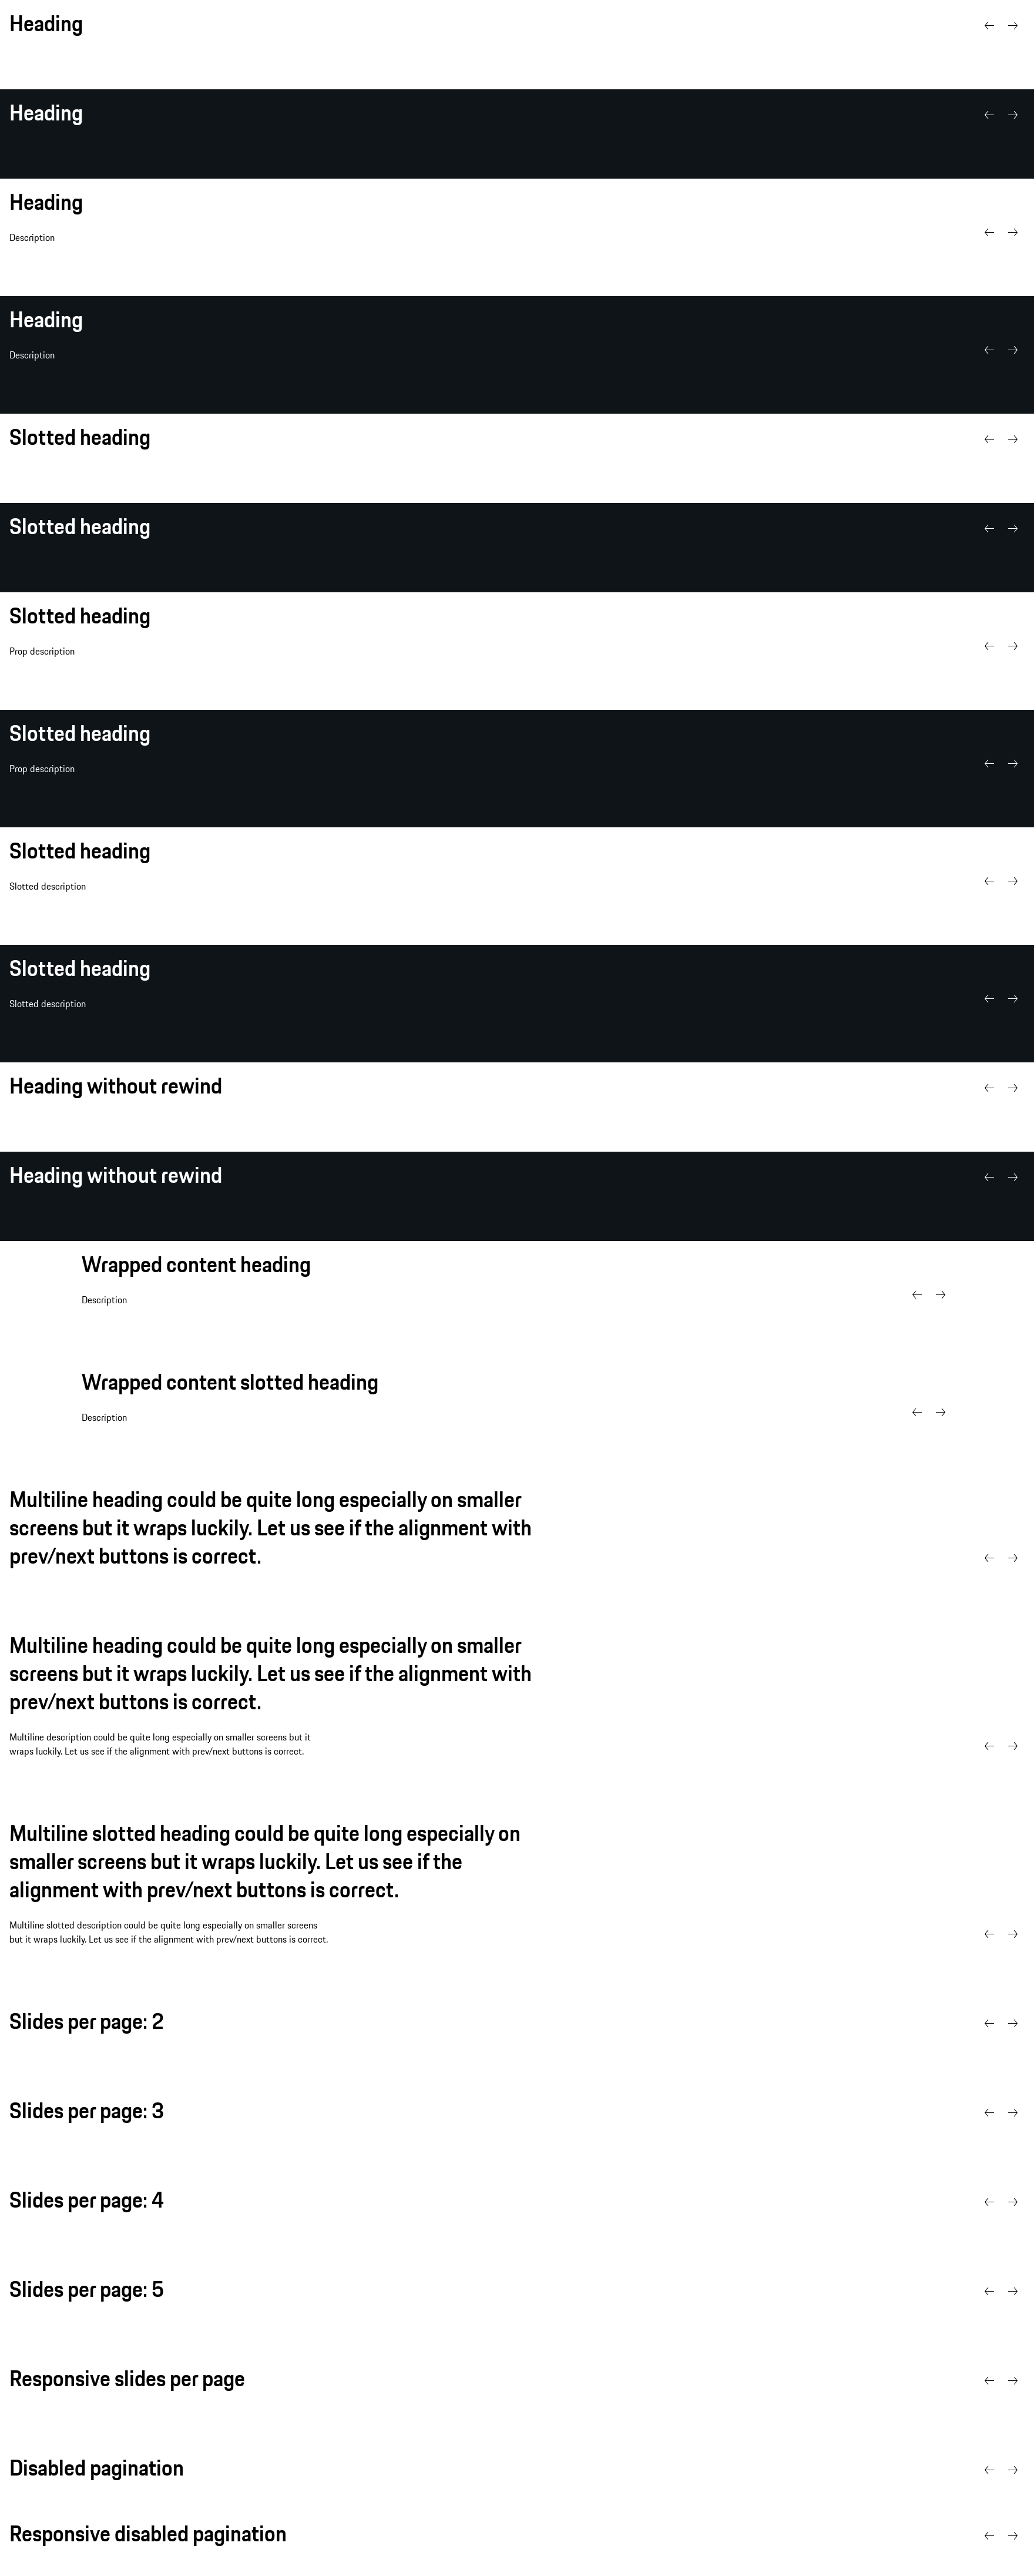 Heading
Heading
Heading
Description
Heading
Description
Slotted heading
Slotted heading
Slotted heading
Prop description
Slotted heading
Prop description
Slotted heading
Slotted description
Slotted heading
Slotted description
Heading without rewind
Heading without rewind
Wrapped content heading
Description
Wrapped content slotted heading
Description
Multiline heading could be quite long especially on smaller
screens but it wraps luckily. Let us see if the alignment with
prev/next buttons is correct.
Multiline heading could be quite long especially on smaller
screens but it wraps luckily. Let us see if the alignment with
prev/next buttons is correct.
Multiline description could be quite long especially on smaller screens but it
wraps luckily. Let us see if the alignment with prev/next buttons is correct.
Multiline slotted heading could be quite long especially on
smaller screens but it wraps luckily. Let us see if the
alignment with prev/next buttons is correct.
Multiline slotted description could be quite long especially on smaller screens
but it wraps luckily. Let us see if the alignment with prev/next buttons is correct.
Slides per page: 2
Slides per page: 3
Slides per page: 4
Slides per page: 5
Responsive slides per page
Disabled pagination
Responsive disabled pagination